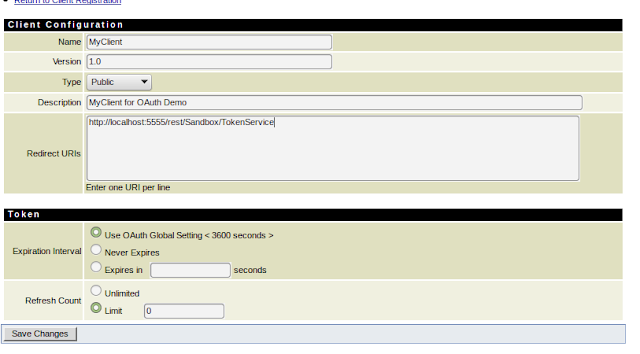 Return to Client Registration
Client Configuration
Name MyClient
Version 1.0
Type Public
Description MyClient for OAuth Demo
Redirect URIs http://localhost:5555/rest/Sandbox/TokenService
Enter one URI per line
Token
Expiration Interval
Use OAuth Global Setting < 3600 seconds >
Never Expires
Expires in seconds
Refresh Count
Unlimited
Limit 0
Save Changes